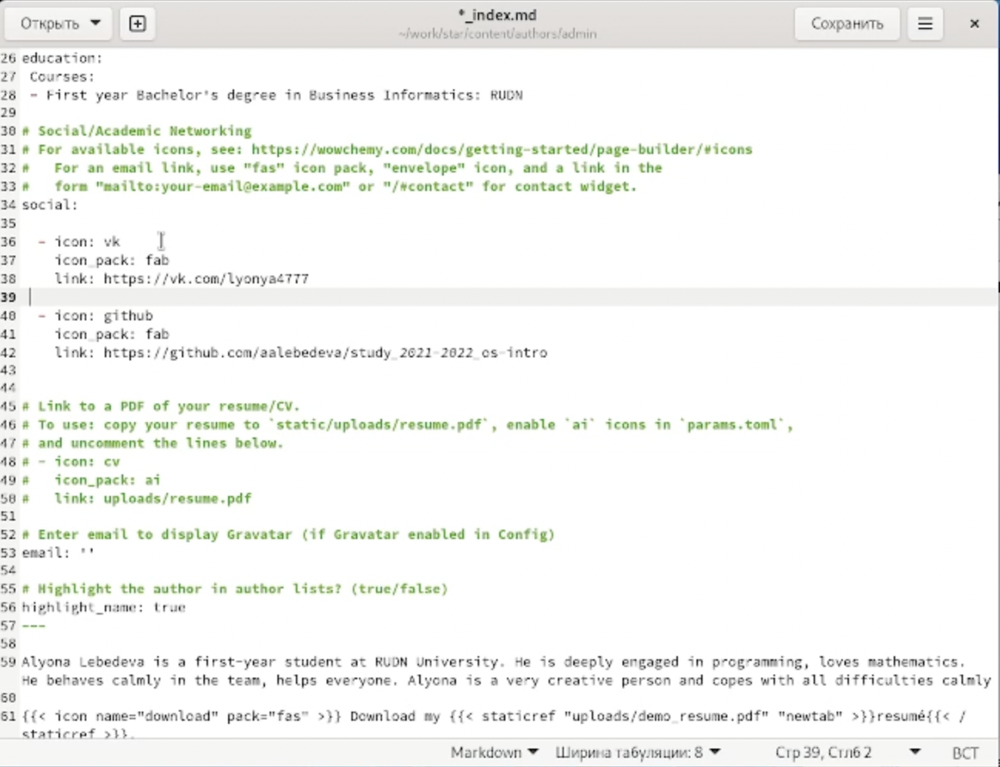 Открыть
*_index.md
~/work/star/content/authors/admin
Сохранить
26 education:
27 Courses:
28 - First year Bachelor's degree in Business Informatics: RUDN
29
30 # Social/Academic Networking
31 # For available icons, see: https://wowchemy.com/docs/getting-started/page-builder/#icons
32 #   For an email link, use "fas" icon pack, "envelope" icon, and a link in the
33 #   form "mailto:your-email@example.com" or "/#contact" for contact widget.
34 social:
35
36   - icon: vk
37     icon_pack: fab
38     link: https://vk.com/lyonya4777
39
40   - icon: github
41     icon_pack: fab
42     link: https://github.com/aalebedeva/study_2021-2022_os-intro
43
44
45 # Link to a PDF of your resume/CV.
46 # To use: copy your resume to `static/uploads/resume.pdf`, enable `ai` icons in `params.toml`,
47 # and uncomment the lines below.
48 # - icon: cv
49 #   icon_pack: ai
50 #   link: uploads/resume.pdf
51
52 # Enter email to display Gravatar (if Gravatar enabled in Config)
53 email: ''
54
55 # Highlight the author in author lists? (true/false)
56 highlight_name: true
57 ---
58
59 Alyona Lebedeva is a first-year student at RUDN University. He is deeply engaged in programming, loves mathematics.
He behaves calmly in the team, helps everyone. Alyona is a very creative person and copes with all difficulties calmly
60
61 {{< icon name="download" pack="fas" >}} Download my {{< staticref "uploads/demo_resume.pdf" "newtab" >}}resumé{{< /
staticref >}}.
Markdown Ширина табуляции: 8 Стр 39, Стлб 2 ВСТ